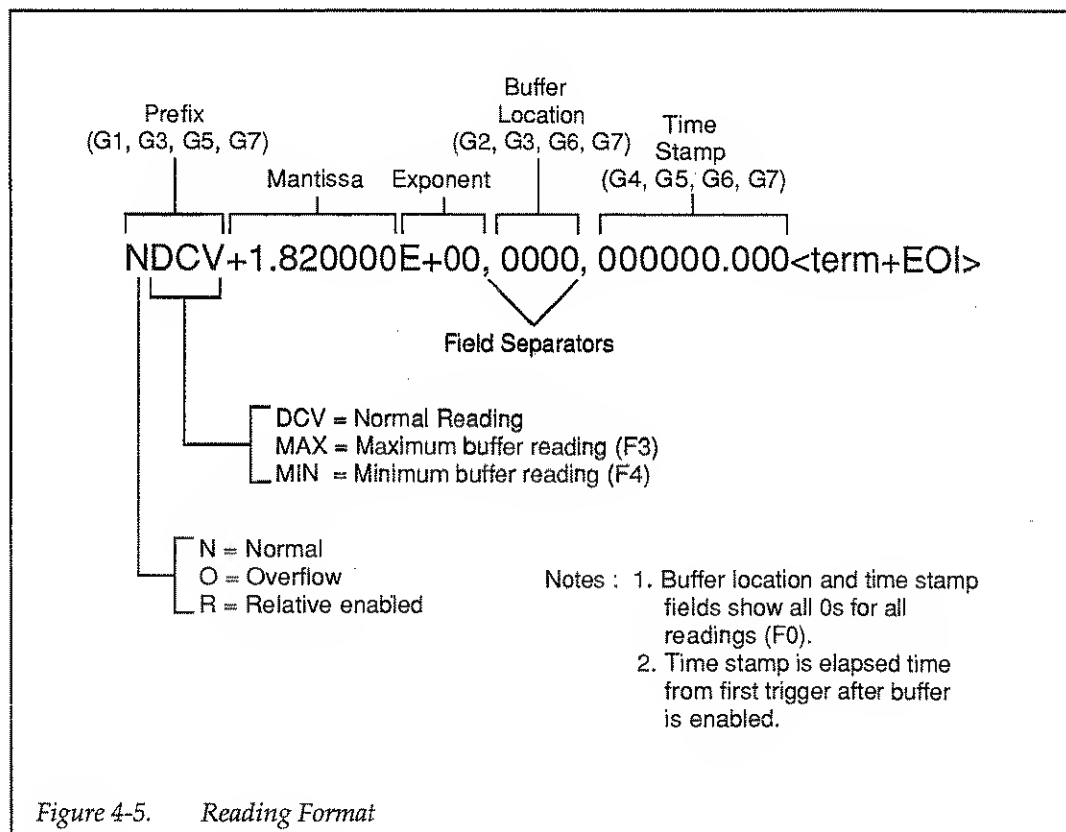 Prefix
(G1, G3, G5, G7)
Buffer
Location
(G2, G3, G6, G7)
Time
Stamp
(G4, G5, G6, G7)
Mantissa
Exponent
NDCV+1.820000E+00, 0000, 000000.000<term+EOI>
Field Separators
DCV = Normal Reading
MAX = Maximum buffer reading (F3)
MIN = Minimum buffer reading (F4)
N = Normal
O = Overflow
R = Relative enabled
Notes : 1. Buffer location and time stamp
fields show all 0s for all
readings (F0).
2. Time stamp is elapsed time
from first trigger after buffer
is enabled.
Figure 4-5. Reading Format